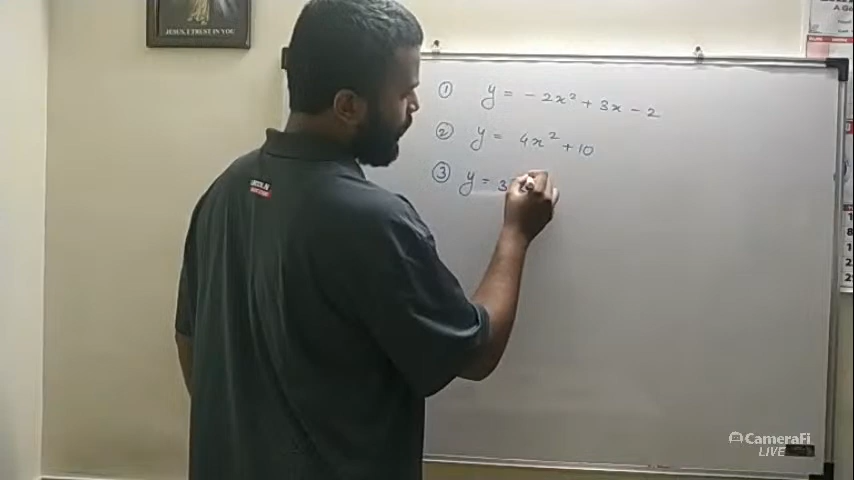 JESUS, I TRUST IN YOU
① y = - 2x² + 3x - 2
② y = 4x² + 10
③ y = 3
CameraFi
LIVE